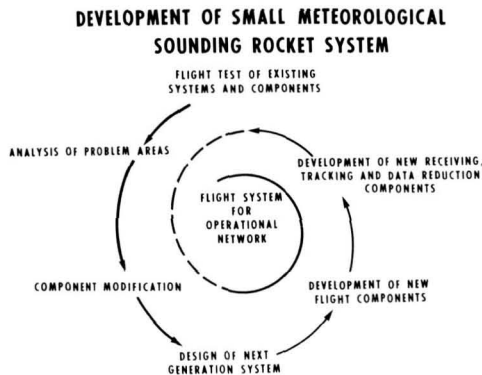 DEVELOPMENT OF SMALL METEOROLOGICAL
SOUNDING ROCKET SYSTEM
FLIGHT TEST OF EXISTING
SYSTEMS AND COMPONENTS
ANALYSIS OF PROBLEM AREAS
DEVELOPMENT OF NEW RECEIVING,
TRACKING AND DATA REDUCTION
COMPONENTS
FLIGHT SYSTEM
FOR
OPERATIONAL
NETWORK
COMPONENT MODIFICATION
DEVELOPMENT OF NEW
FLIGHT COMPONENTS
DESIGN OF NEXT
GENERATION SYSTEM